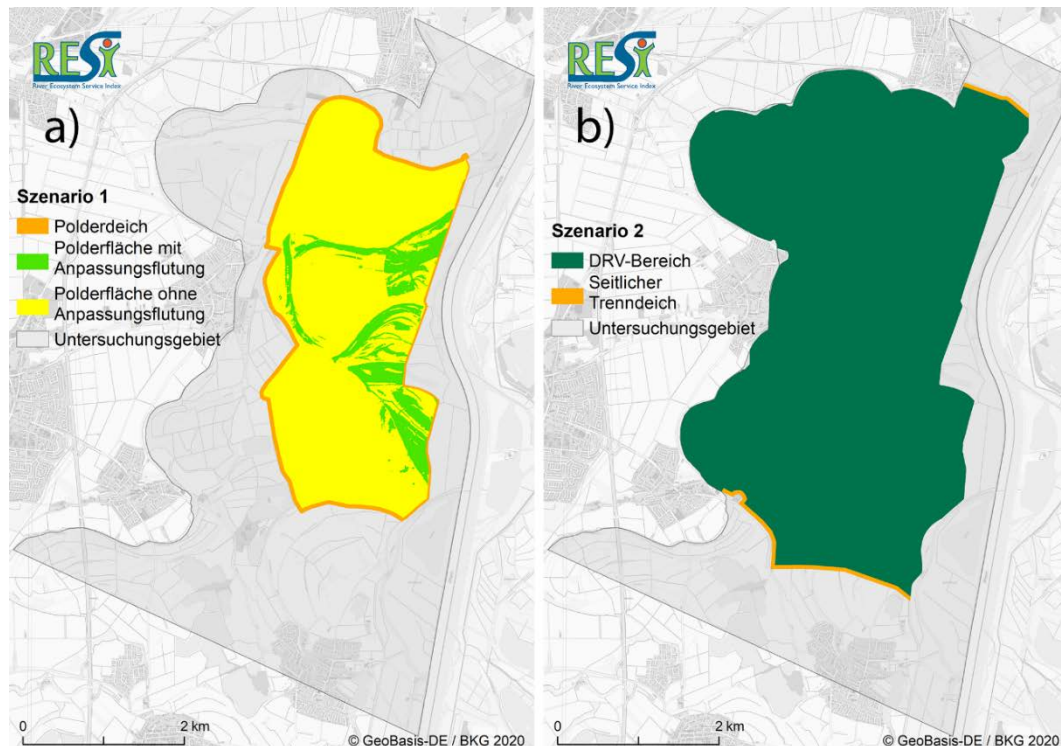 RESI
River Ecosystem Service Index
a)
Szenario 1
Polderdeich
Polderfläche mit
Anpassungsflutung
Polderfläche ohne
Anpassungsflutung
Untersuchungsgebiet
0
2 km
© GeoBasis-DE / BKG 2020
RESI
River Ecosystem Service Index
b)
Szenario 2
DRV-Bereich
Seitlicher
Trenndeich
Untersuchungsgebiet
0
2 km
© GeoBasis-DE / BKG 2020